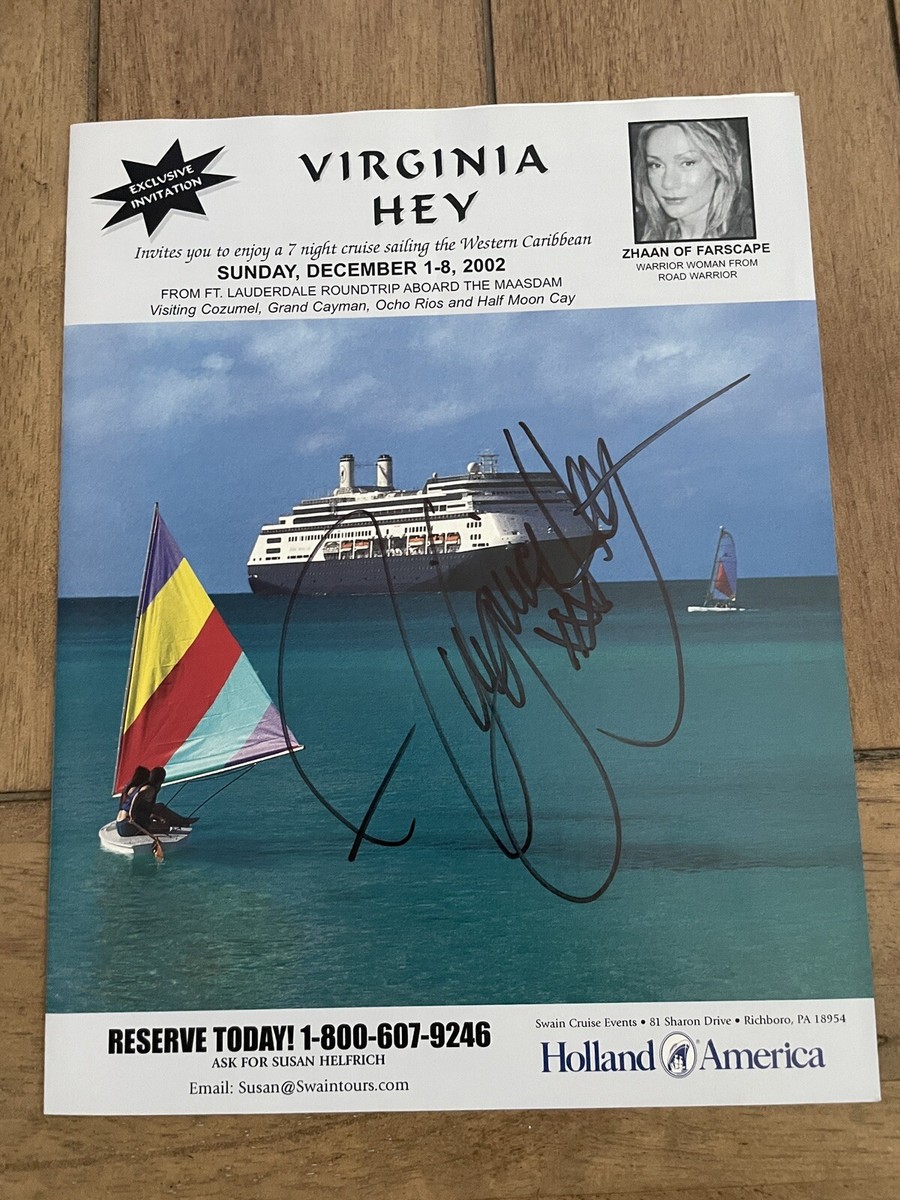 EXCLUSIVE
INVITATION
VIRGINIA
HEY
Invites you to enjoy a 7 night cruise sailing the Western Caribbean
SUNDAY, DECEMBER 1-8, 2002
FROM FT. LAUDERDALE ROUNDTRIP ABOARD THE MAASDAM
Visiting Cozumel, Grand Cayman, Ocho Rios and Half Moon Cay
ZHAAN OF FARSCAPE
WARRIOR WOMAN FROM
ROAD WARRIOR
Virginia Hey
xxx
RESERVE TODAY! 1-800-607-9246
ASK FOR SUSAN HELFRICH
Email: Susan@Swaintours.com
Swain Cruise Events • 81 Sharon Drive • Richboro, PA 18954
Holland America